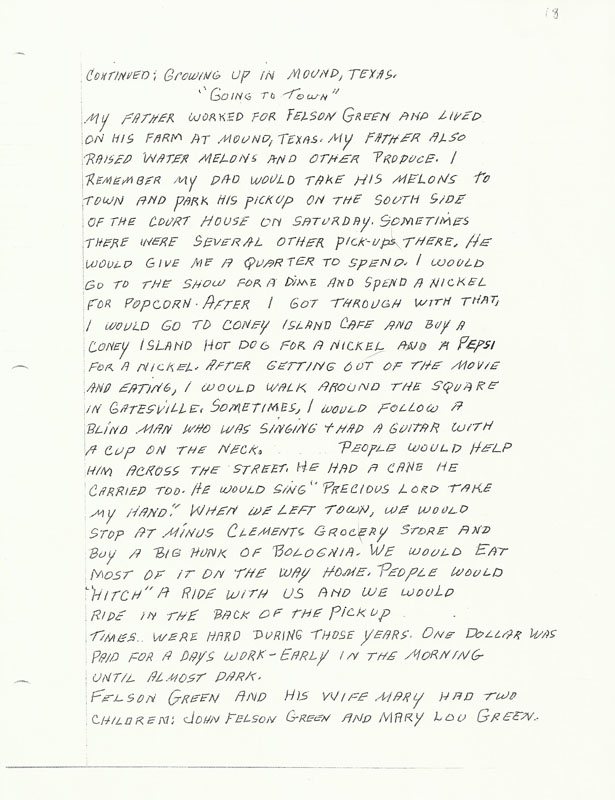 18
CONTINUED: GROWING UP IN MOUND, TEXAS.
"GOING TO TOWN"
MY FATHER WORKED FOR FELSON GREEN AND LIVED
ON HIS FARM AT MOUND, TEXAS. MY FATHER ALSO
RAISED WATER MELONS AND OTHER PRODUCE. I
REMEMBER MY DAD WOULD TAKE HIS MELONS to
TOWN AND PARK HIS PICKUP ON THE SOUTH SIDE
OF THE COURT HOUSE ON SATURDAY. SOMETIMES
THERE WERE SEVERAL OTHER PICK-UPS THERE. HE
WOULD GIVE ME A QUARTER TO SPEND. I WOULD
GO TO THE SHOW FOR A DIME AND SPEND A NICKEL
FOR POPCORN. AFTER I GOT THROUGH WITH THAT,
I WOULD GO TO CONEY ISLAND CAFE AND BUY A
CONEY ISLAND HOT DOG FOR A NICKEL AND A PEPSI
FOR A NICKEL. AFTER GETTING OUT OF THE MOVIE
AND EATING, I WOULD WALK AROUND THE SQUARE
IN GATESVILLE. SOMETIMES, I WOULD FOLLOW A
BLIND MAN WHO WAS SINGING + HAD A GUITAR WITH
A CUP ON THE NECK. PEOPLE WOULD HELP
HIM ACROSS THE STREET. HE HAD A CANE HE
CARRIED TOO. HE WOULD SING "PRECIOUS LORD TAKE
MY HAND." WHEN WE LEFT TOWN, WE WOULD
STOP AT MINUS CLEMENTS GROCERY STORE AND
BUY A BIG HUNK OF BOLOGNIA. WE WOULD EAT
MOST OF IT ON THE WAY HOME. PEOPLE WOULD
"HITCH" A RIDE WITH US AND WE WOULD
RIDE IN THE BACK OF THE PICKUP
TIMES.. WERE HARD DURING THOSE YEARS. ONE DOLLAR WAS
PAID FOR A DAYS WORK - EARLY IN THE MORNING
UNTIL ALMOST DARK.
FELSON GREEN AND HIS WIFE MARY HAD TWO
CHILDREN: JOHN FELSON GREEN AND MARY LOU GREEN.